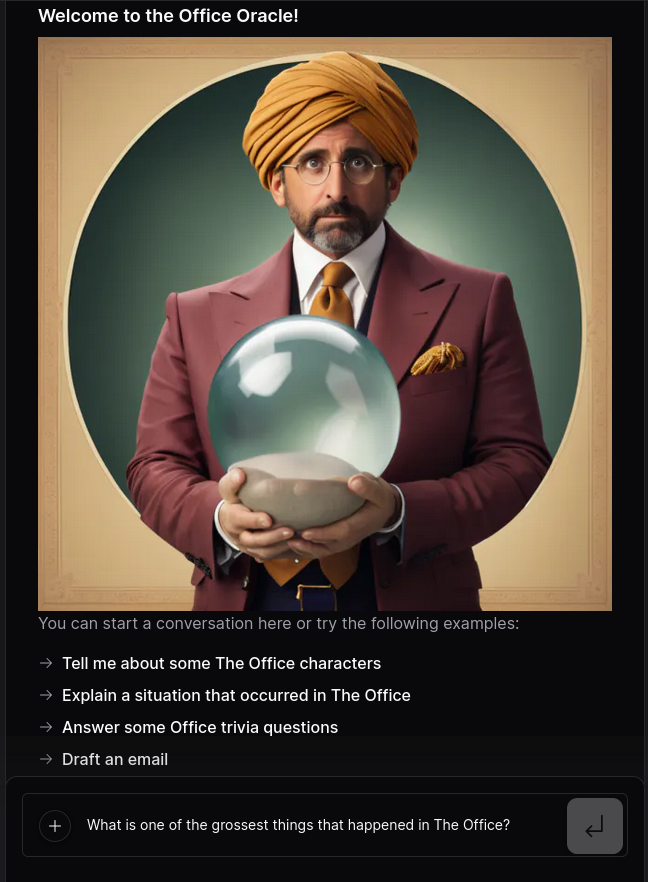 Welcome to the Office Oracle!
You can start a conversation here or try the following examples:
Tell me about some The Office characters
Explain a situation that occurred in The Office
Answer some Office trivia questions
Draft an email
What is one of the grossest things that happened in The Office?